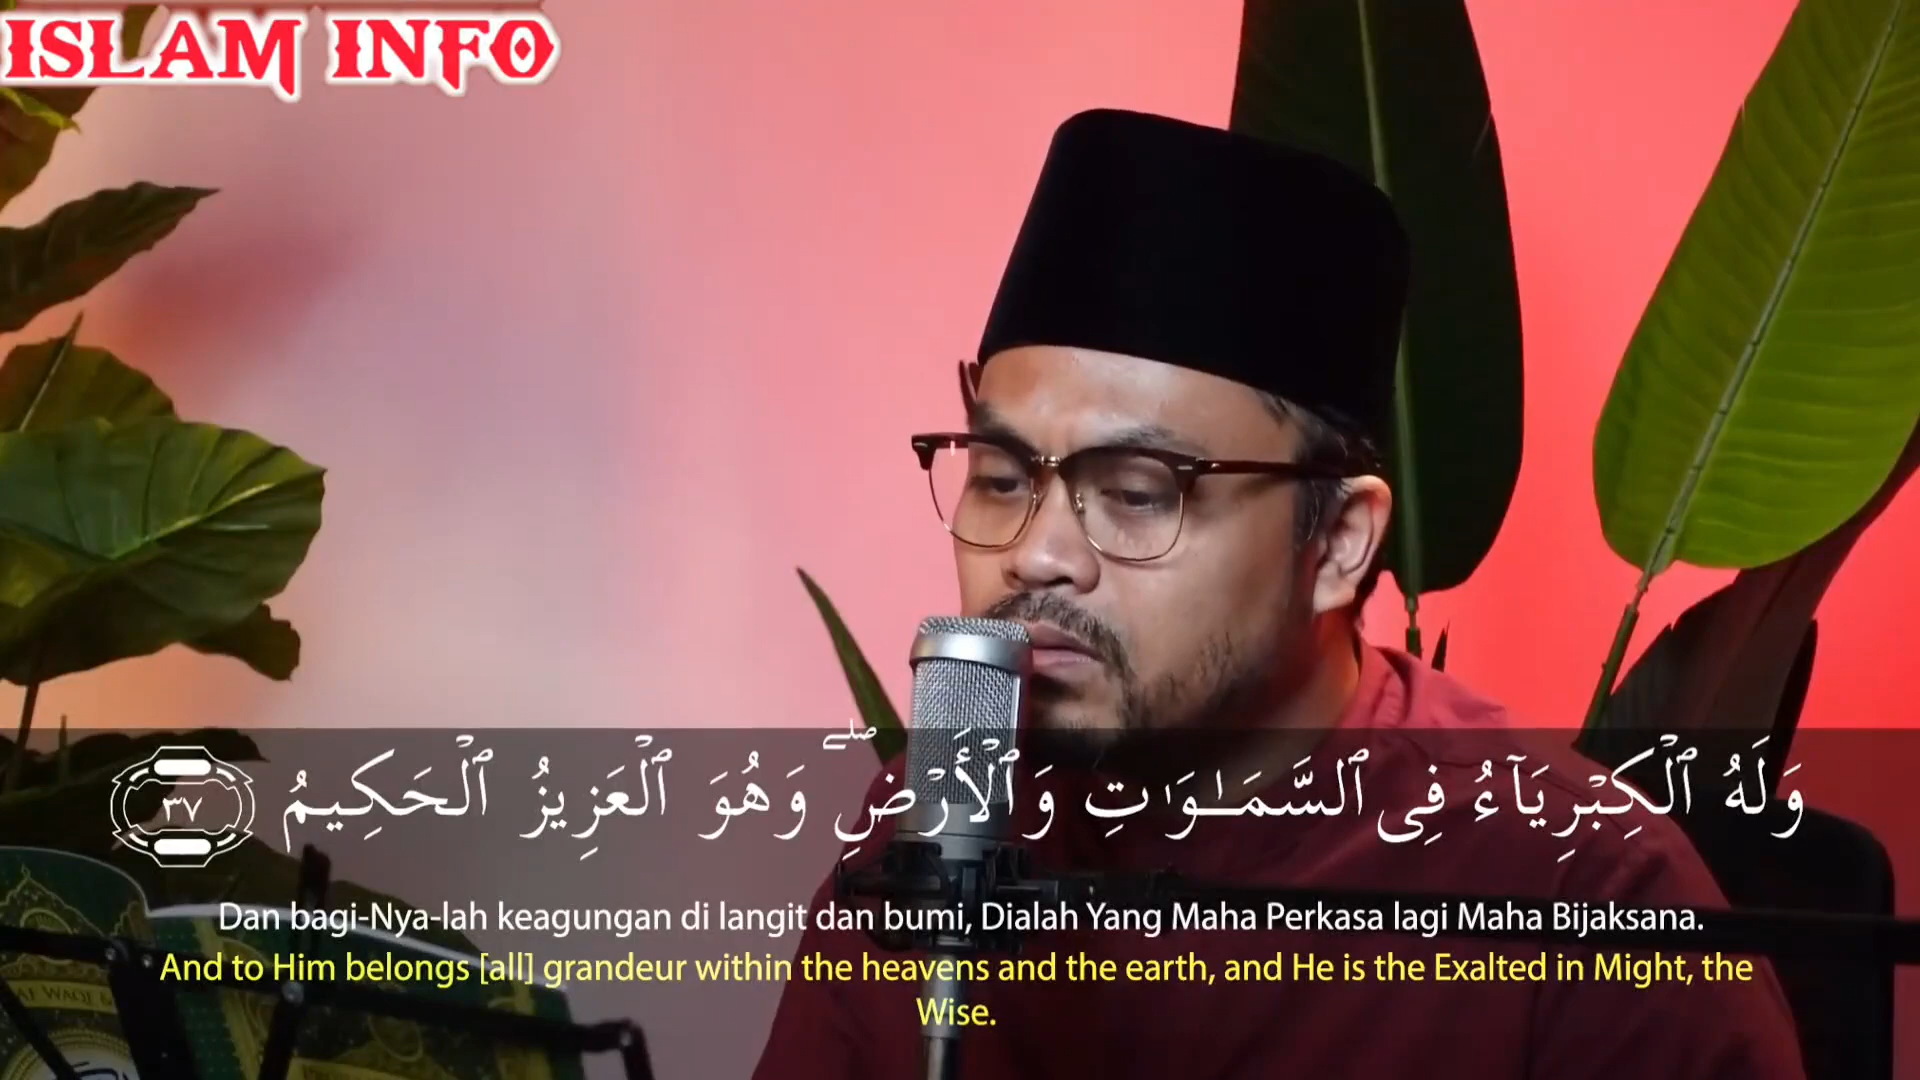 ISLAM INFO
وَلَهُ ٱلْكِبْرِيَآءُ فِى ٱلسَّمَـٰوَٰتِ وَٱلْأَرْضِ ۖ وَهُوَ ٱلْعَزِيزُ ٱلْحَكِيمُ ٣٧
Dan bagi-Nya-lah keagungan di langit dan bumi, Dialah Yang Maha Perkasa lagi Maha Bijaksana.
And to Him belongs [all] grandeur within the heavens and the earth, and He is the Exalted in Might, the
Wise.